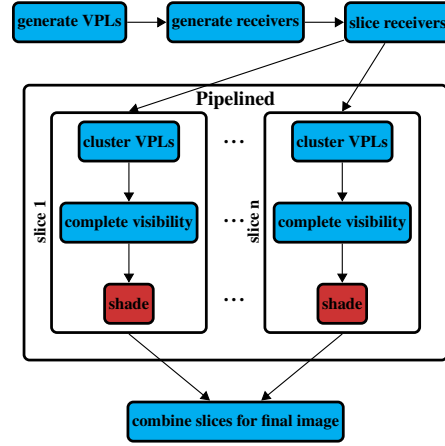 generate VPLs
generate receivers
slice receivers
Pipelined
slice 1
cluster VPLs
complete visibility
shade
...
...
...
slice n
cluster VPLs
complete visibility
shade
combine slices for final image